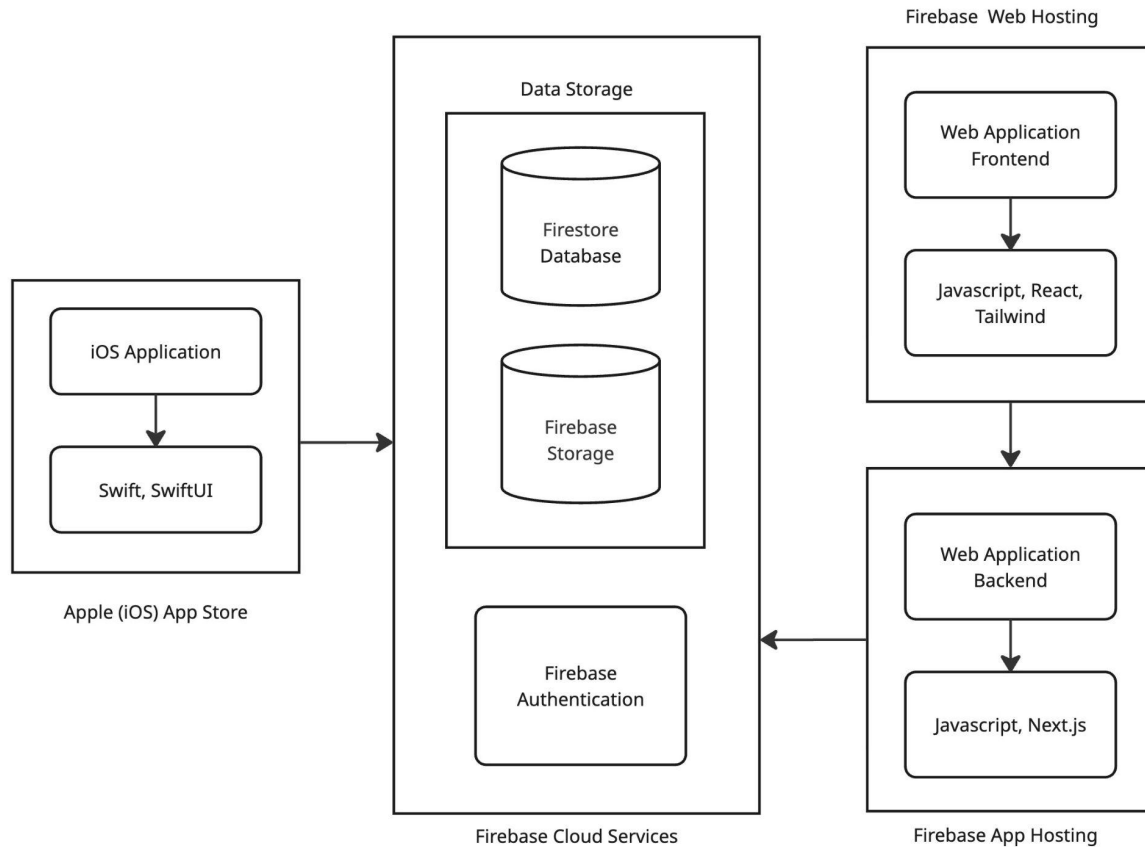 Firebase Web Hosting
Data Storage
Web Application
Frontend
Firestore
Database
Javascript, React,
Tailwind
iOS Application
Firebase
Storage
Swift, SwiftUI
Web Application
Backend
Apple (iOS) App Store
Firebase
Authentication
Javascript, Next.js
Firebase Cloud Services
Firebase App Hosting